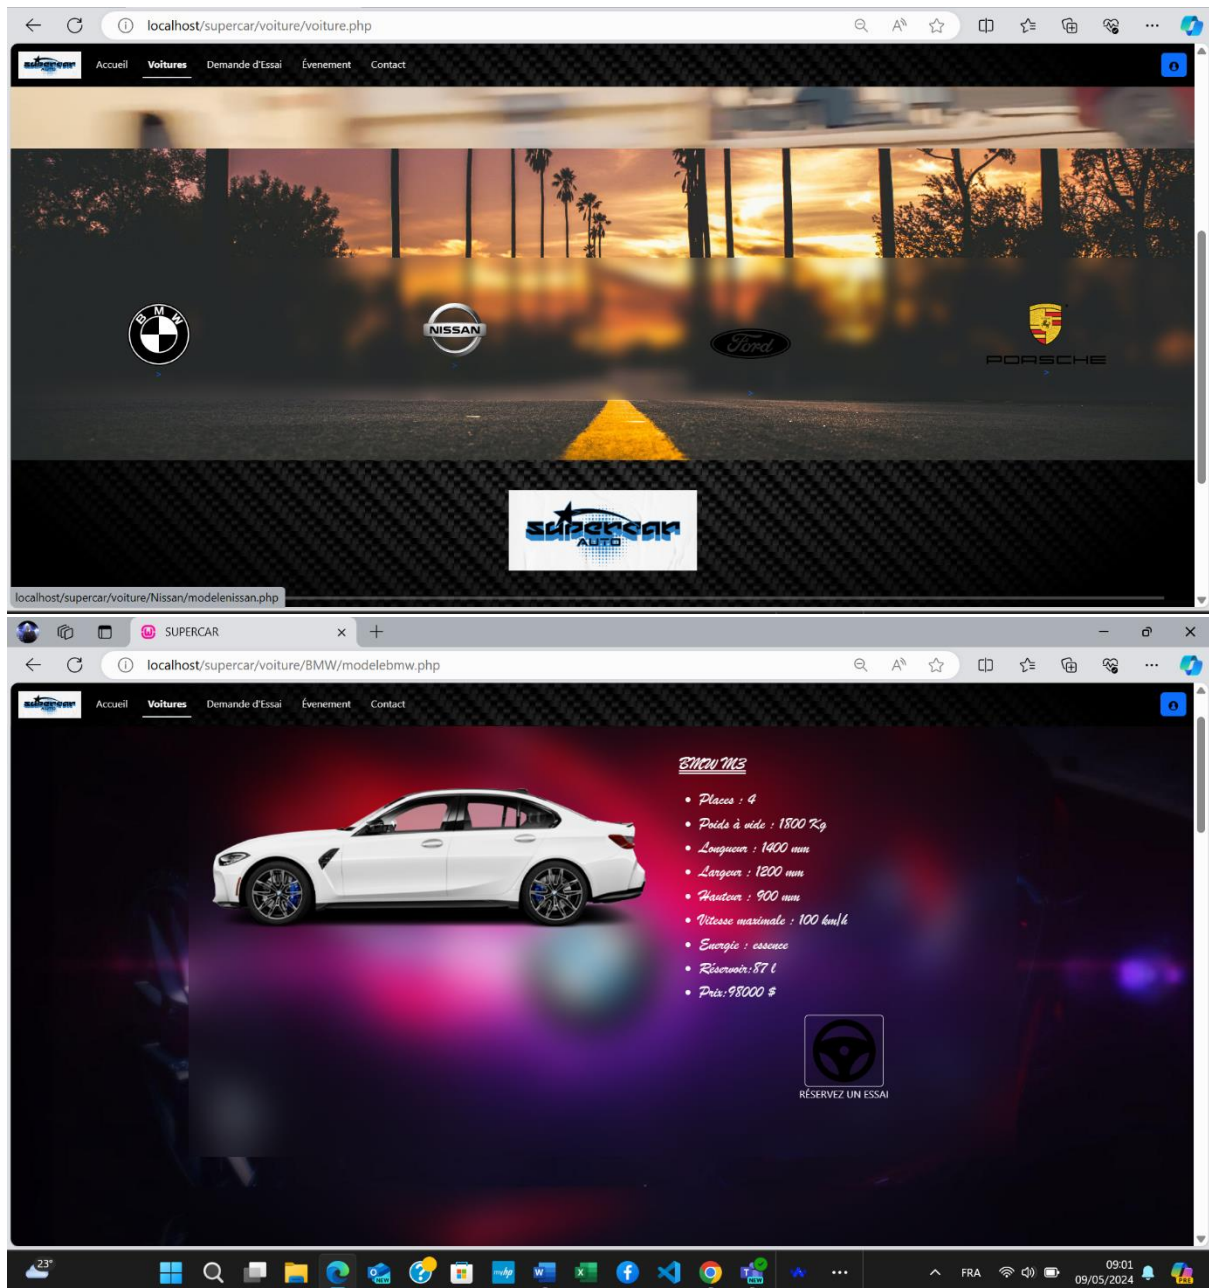 localhost/supercar/voiture/voiture.php
supercar Accueil Voitures Demande d'Essai Évenement Contact
BMW
NISSAN
Ford
PORSCHE
>
>
>
>
supercar
AUTO
localhost/supercar/voiture/Nissan/modelenissan.php
SUPERCAR
localhost/supercar/voiture/BMW/modelebmw.php
supercar Accueil Voitures Demande d'Essai Évenement Contact
BMW M3
Places : 4
Poids à vide : 1800 Kg
Longueur : 1400 mm
Largeur : 1200 mm
Hauteur : 900 mm
Vitesse maximale : 100 km/h
Energie : essence
Réservoir:87 l
Prix:98000 $
RÉSERVEZ UN ESSAI
23°
FRA
09:01
09/05/2024